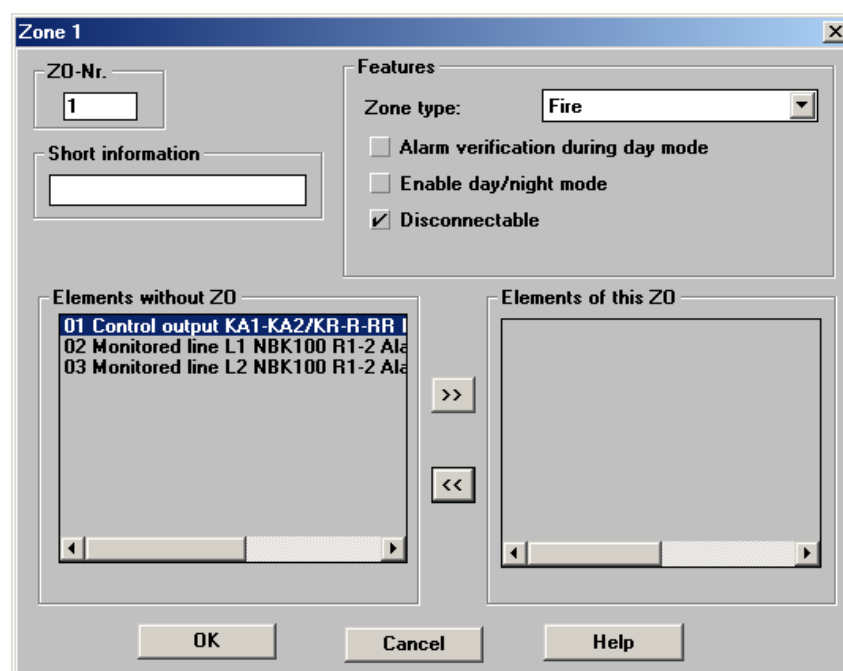 Zone 1
ZO-Nr.
1
Short information
Features
Zone type:
Fire
Alarm verification during day mode
Enable day/night mode
Disconnectable
Elements without ZO
01 Control output KA1-KA2/KR-R-RR
02 Monitored line L1 NBK100 R1-2 Ala
03 Monitored line L2 NBK100 R1-2 Ala
>>
<<
Elements of this ZO
OK
Cancel
Help